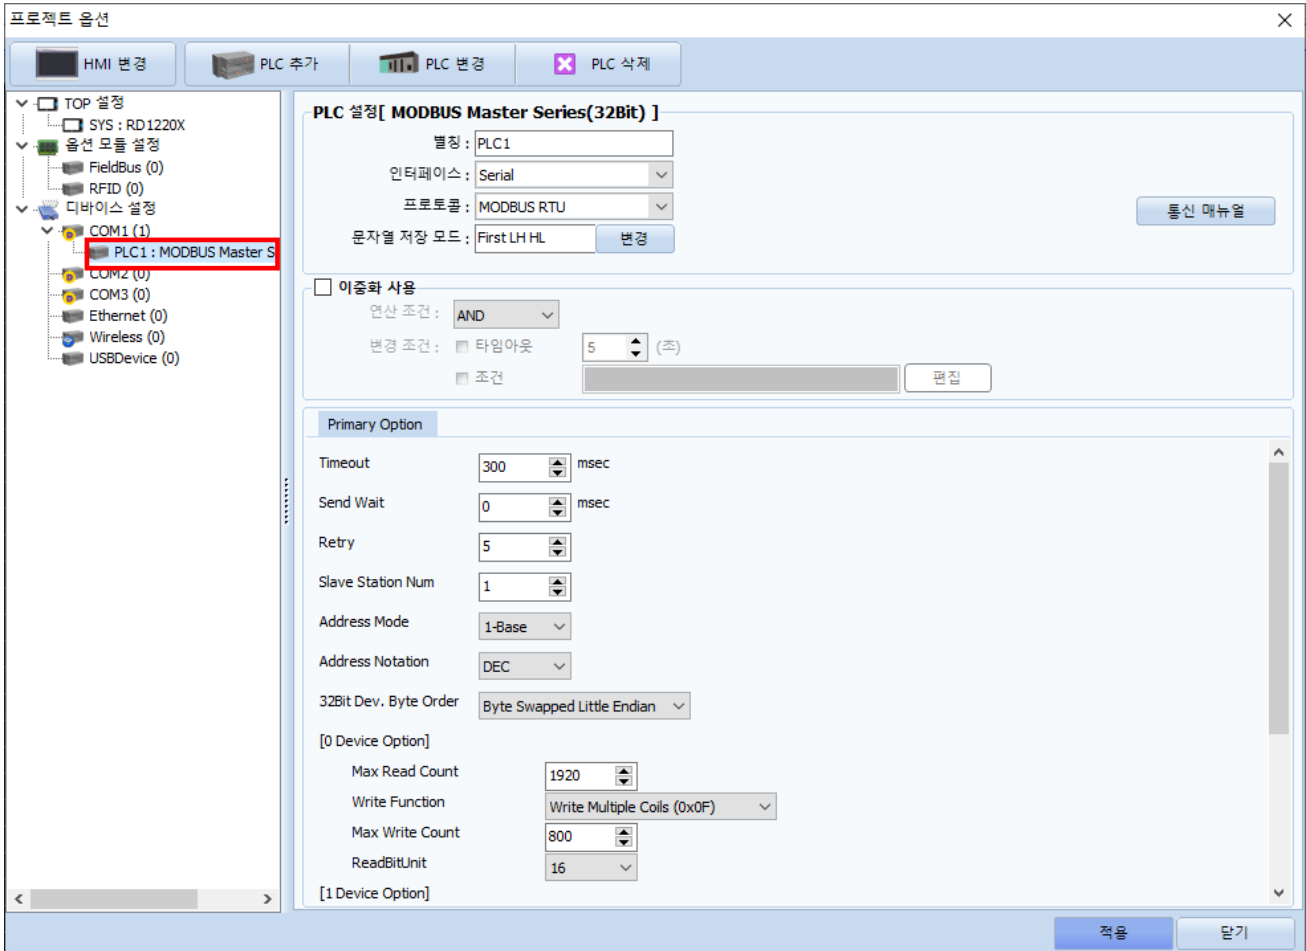 프로젝트 옵션
HMI 변경
PLC 추가
PLC 변경
PLC 삭제
TOP 설정
SYS : RD1220X
옵션 모듈 설정
FieldBus (0)
RFID (0)
디바이스 설정
COM1 (1)
PLC1 : MODBUS Master S
COM2 (0)
COM3 (0)
Ethernet (0)
Wireless (0)
USBDevice (0)
PLC 설정[ MODBUS Master Series(32Bit) ]
별칭 : PLC1
인터페이스 : Serial
프로토콜 : MODBUS RTU
통신 매뉴얼
문자열 저장 모드 : First LH HL 변경
이중화 사용
연산 조건 : AND
변경 조건 : 타임아웃 5 (초)
조건 편집
Primary Option
Timeout 300 msec
Send Wait 0 msec
Retry 5
Slave Station Num 1
Address Mode 1-Base
Address Notation DEC
32Bit Dev. Byte Order Byte Swapped Little Endian
[0 Device Option]
Max Read Count 1920
Write Function Write Multiple Coils (0x0F)
Max Write Count 800
ReadBitUnit 16
[1 Device Option]
적용 닫기